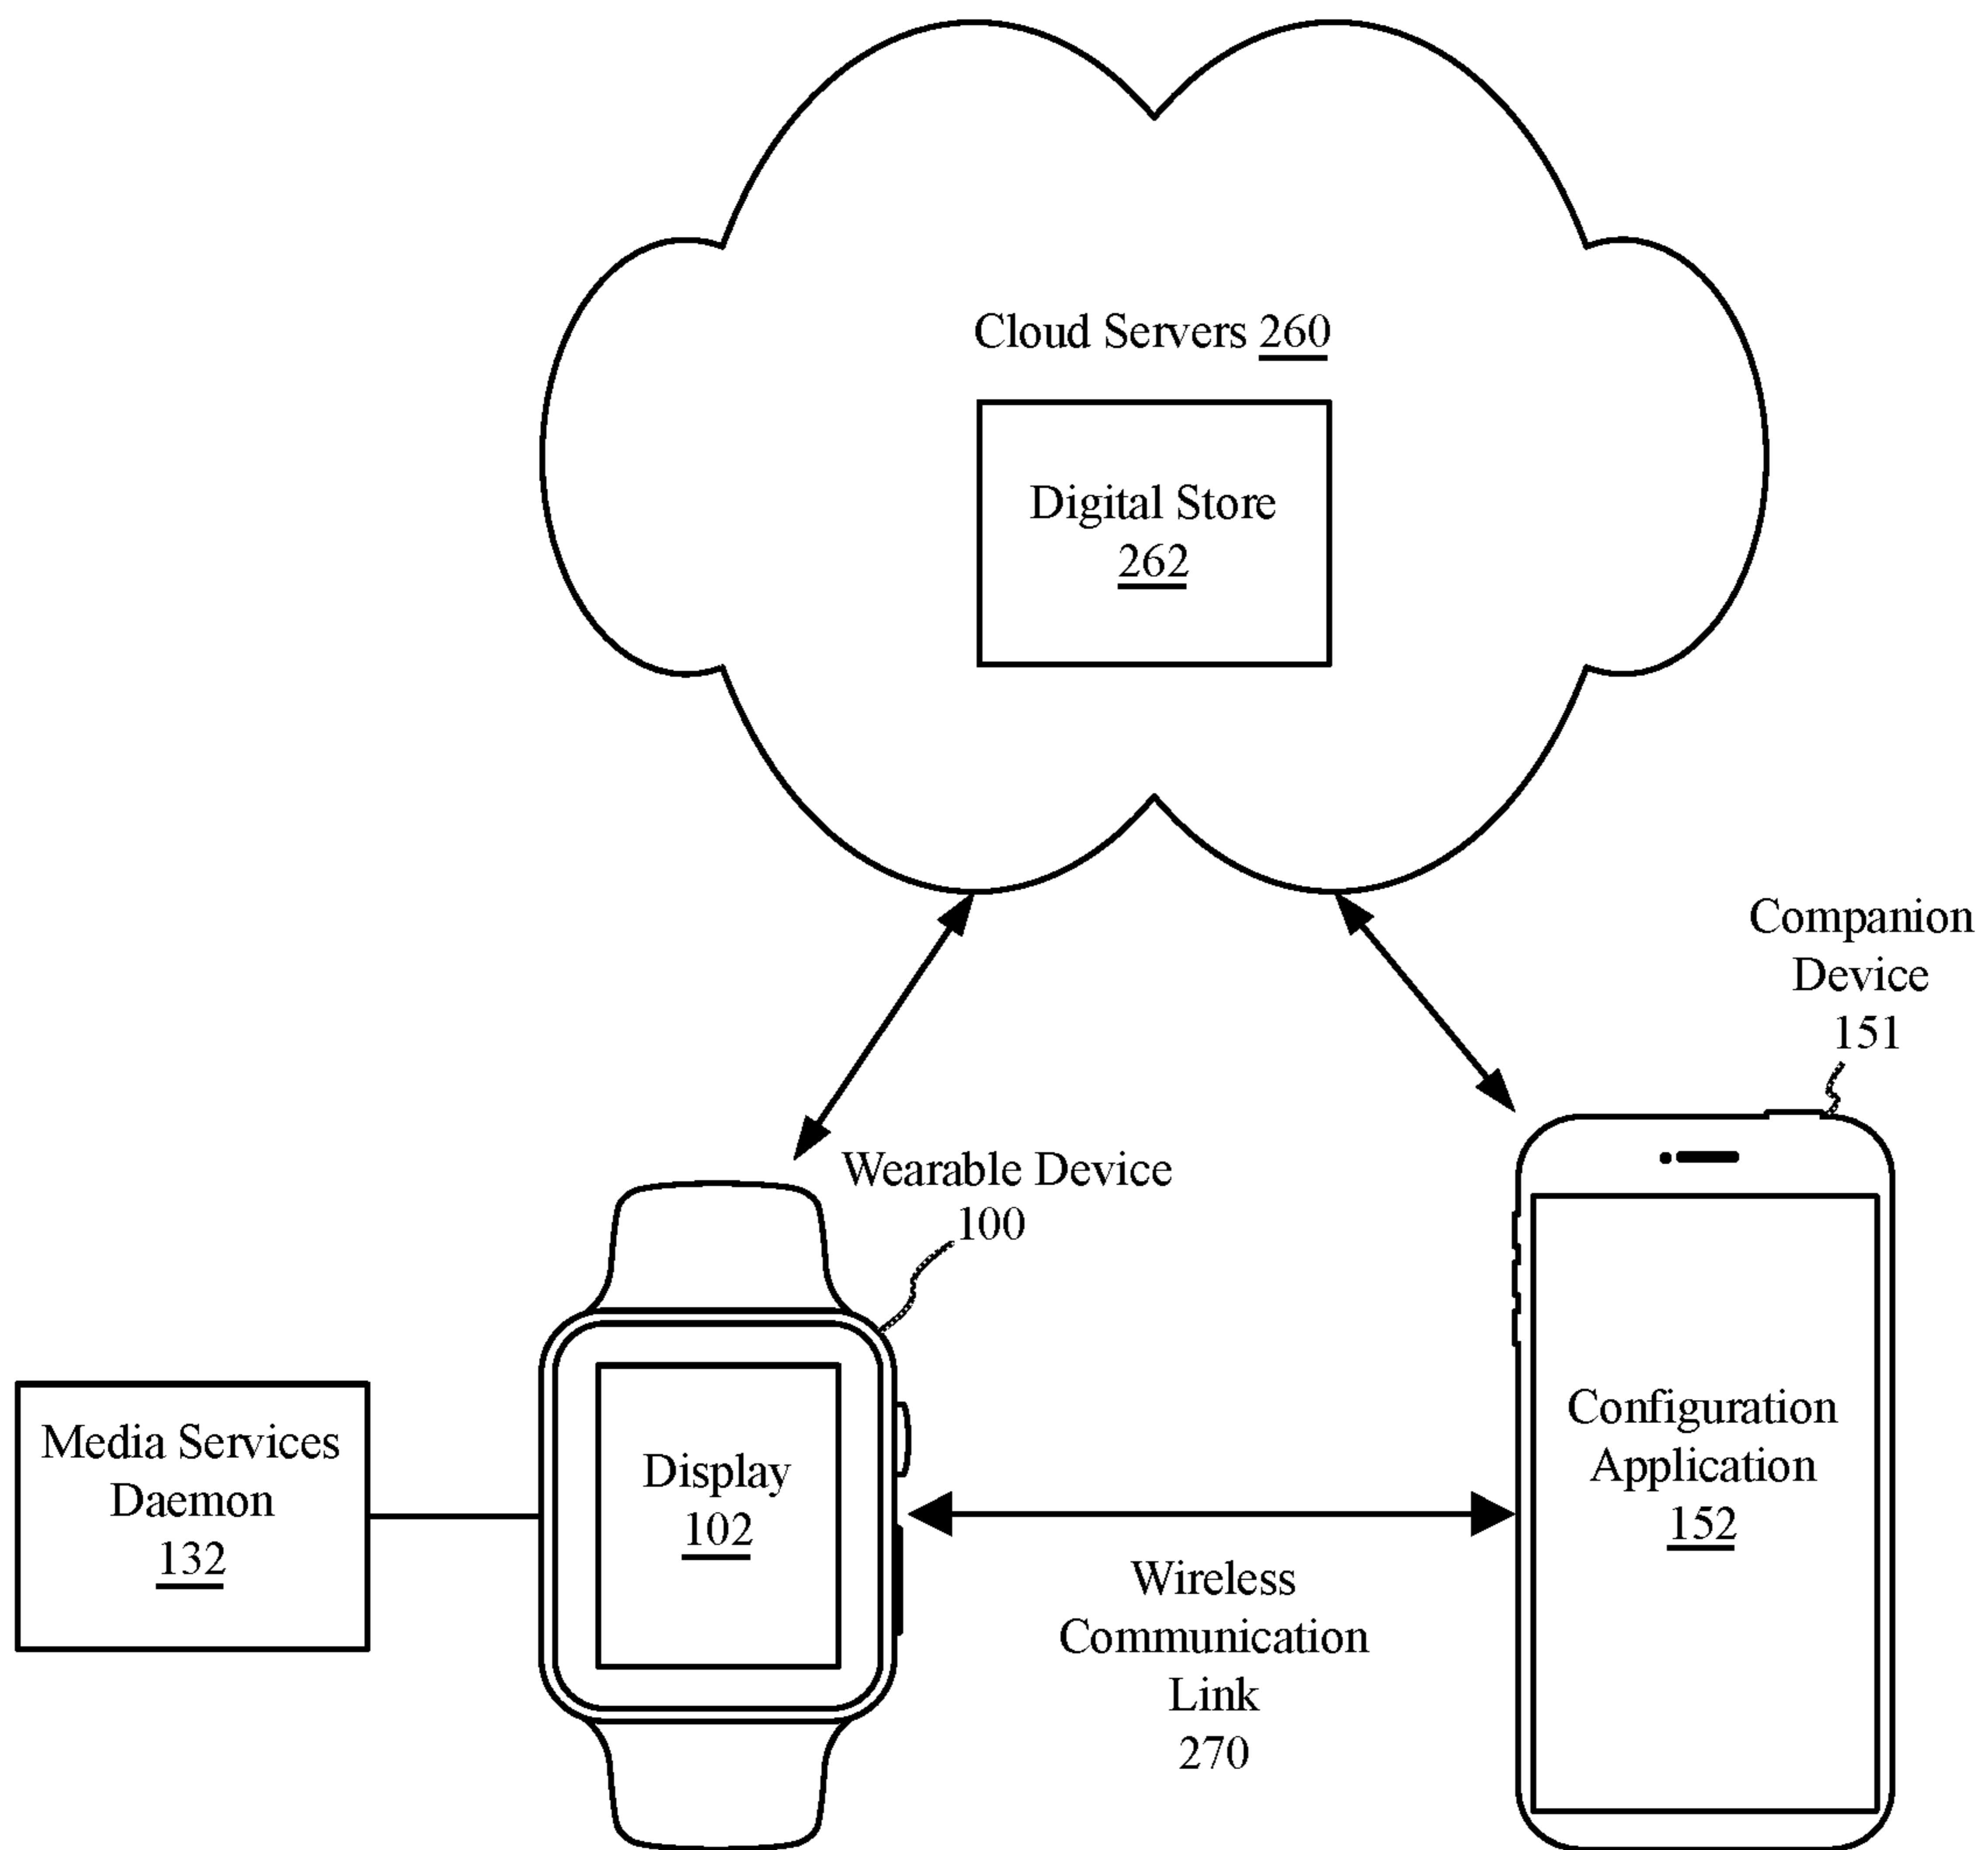 Cloud Servers 260
Digital Store
262
Companion
Device
151
Wearable Device
100
Media Services
Daemon
132
Display
102
Wireless
Communication
Link
270
Configuration
Application
152